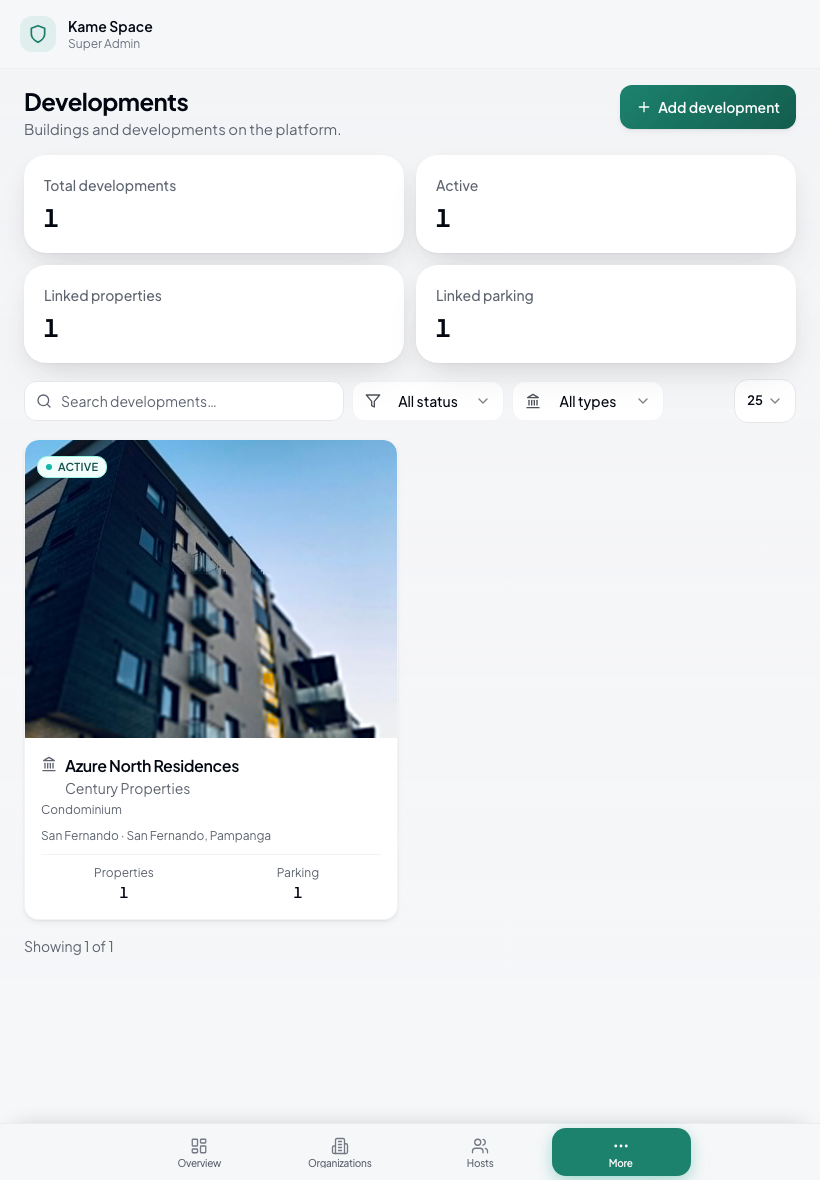 Kame Space
Super Admin
Developments
Buildings and developments on the platform.
Add development
Total developments
1
Active
1
Linked properties
1
Linked parking
1
Search developments...
All status
All types
25
ACTIVE
Azure North Residences
Century Properties
Condominium
San Fernando · San Fernando, Pampanga
Properties
1
Parking
1
Showing 1 of 1
Overview
Organizations
Hosts
More